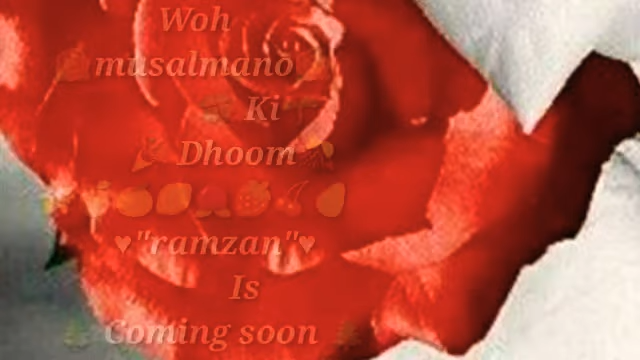 Woh
musalmano
Ki
Dhoom
♥"ramzan"♥
Is
Coming soon